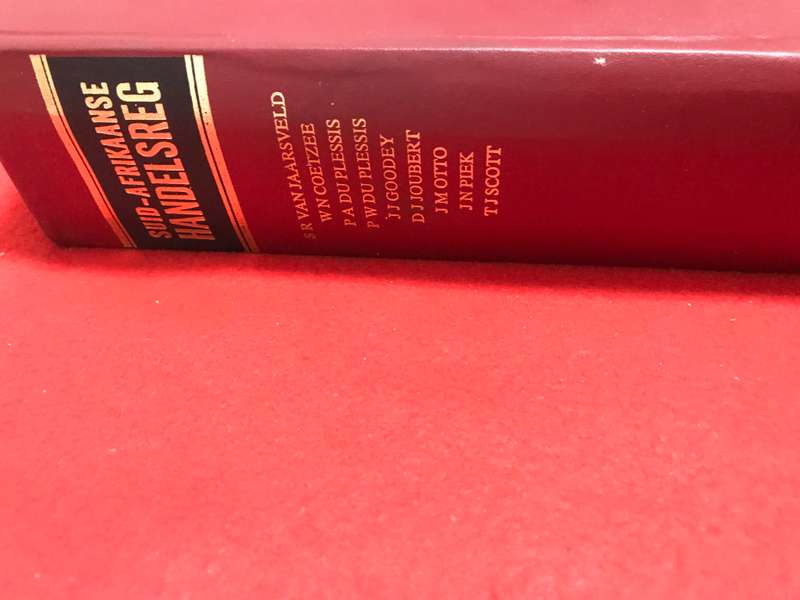 SUID-AFRIKAANSE
HANDELSREG
S R VAN JAARSVELD
W N COETZEE
P A DU PLESSIS
P W DU PLESSIS
J J GOODEY
D J JOUBERT
J M OTTO
J N PIEK
T J SCOTT